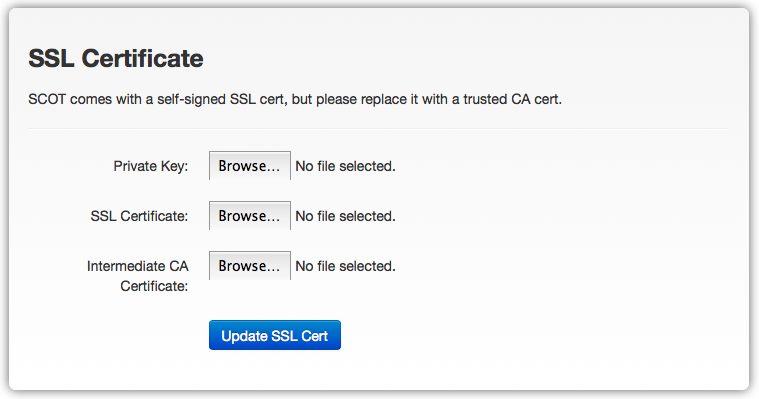 SSL Certificate
SCOT comes with a self-signed SSL cert, but please replace it with a trusted CA cert.
Private Key: Browse... No file selected.
SSL Certificate: Browse... No file selected.
Intermediate CA Certificate: Browse... No file selected.
Update SSL Cert